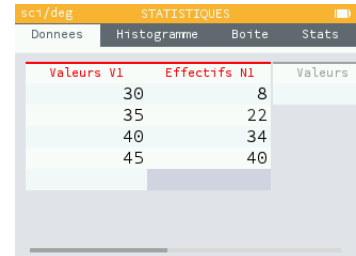 sci/deg STATISTIQUES
Donnees Histogramme Boite Stats
Valeurs V1 Effectifs N1 Valeurs
30 8
35 22
40 34
45 40